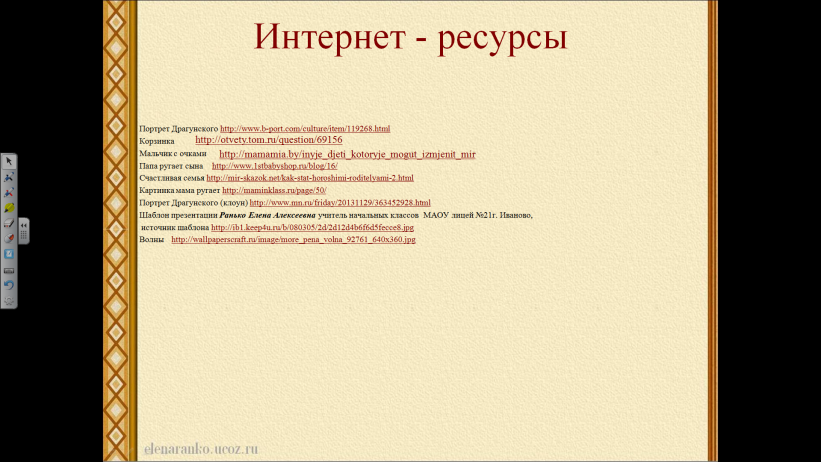 Интернет - ресурсы
Портрет Драгунского http://www.b-port.com/culture/item/119268.html
Корзинка http://otvety.tom.ru/question/69156
Мальчик с очками http://mamamia.by/inyje_djeti_kotoryje_mogut_izmjenit_mir
Папа ругает сына http://www.1stbabyshop.ru/blog/16/
Счастливая семья http://mir-skazok.net/kak-stat-horoshimi-roditelyami-2.html
Картинка мама ругает http://maminklass.ru/page/50/
Портрет Драгунского (клоун) http://www.mn.ru/friday/20131129/363452928.html
Шаблон презентации Ранько Елена Алексеевна учитель начальных классов МАОУ лицей №21г. Иваново,
источник шаблона http://ib1.keep4u.ru/b/080305/2d/2d12d4b6f6d5fecce8.jpg
Волны http://wallpaperscraft.ru/image/more_pena_volna_92761_640x360.jpg
elenaranko.ucoz.ru